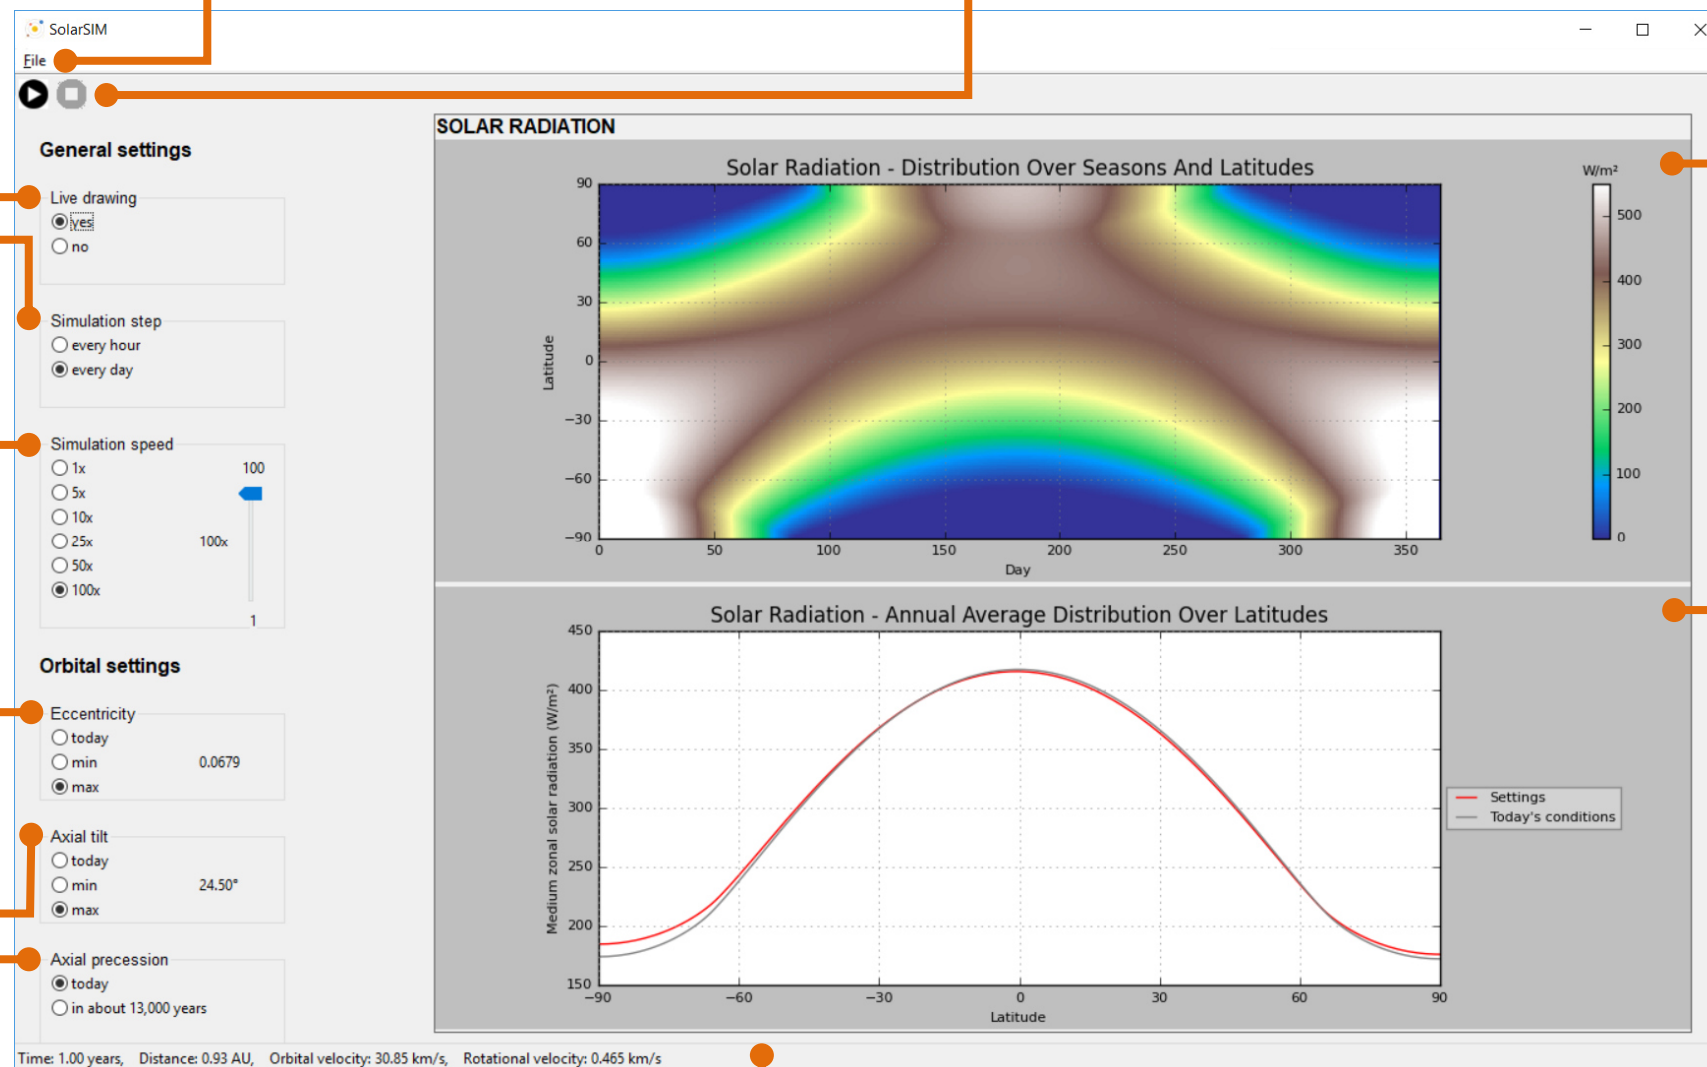 SolarSIM
File
General settings
Live drawing
yes
no
Simulation step
every hour
every day
Simulation speed
1x
100
5x
10x
25x
100x
50x
100x
1
Orbital settings
Eccentricity
today
min
0.0679
max
Axial tilt
today
min
24.50°
max
Axial precession
today
in about 13,000 years
SOLAR RADIATION
Solar Radiation - Distribution Over Seasons And Latitudes
W/m²
90
60
30
0
−30
−60
−90
Latitude
0 50 100 150 200 250 300 350
Day
500
400
300
200
100
0
Solar Radiation - Annual Average Distribution Over Latitudes
450
400
350
300
250
200
150
Medium zonal solar radiation (W/m²)
−90 −60 −30 0 30 60 90
Latitude
Settings
Today's conditions
Time: 1.00 years, Distance: 0.93 AU, Orbital velocity: 30.85 km/s, Rotational velocity: 0.465 km/s